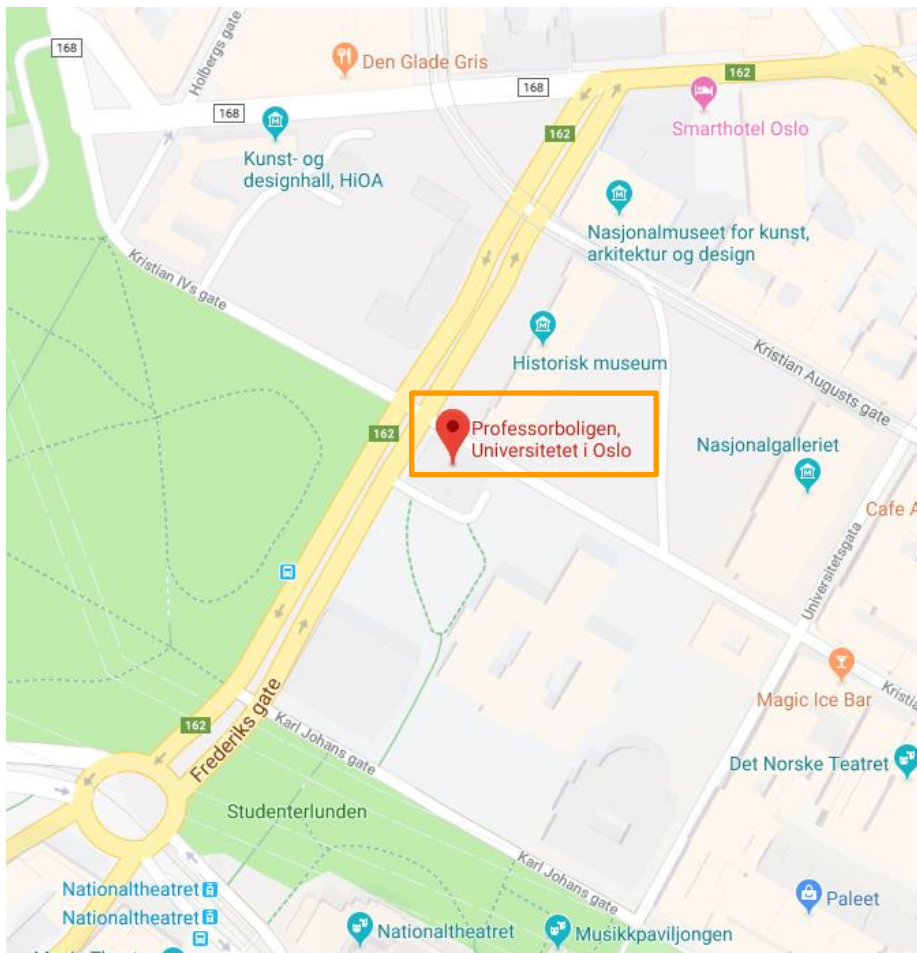 168
Holbergs gate
Den Glade Gris
162
168
168
162
Smarthotel Oslo
Kunst- og
designhall, HiOA
Nasjonalmuseet for kunst,
arkitektur og design
Kristian IVs gate
Historisk museum
Kristian Augusts gate
Professorboligen,
Universitetet i Oslo
162
Nasjonalgalleriet
Cafe A
Universitetsgata
Magic Ice Bar
Kristia
162
Frederiks gate
Karl Johans gate
Det Norske Teatret
Studenterlunden
Karl Johans gate
Nationaltheatret
Paleet
Nationaltheatret
Nationaltheatret
Musikkpaviljongen